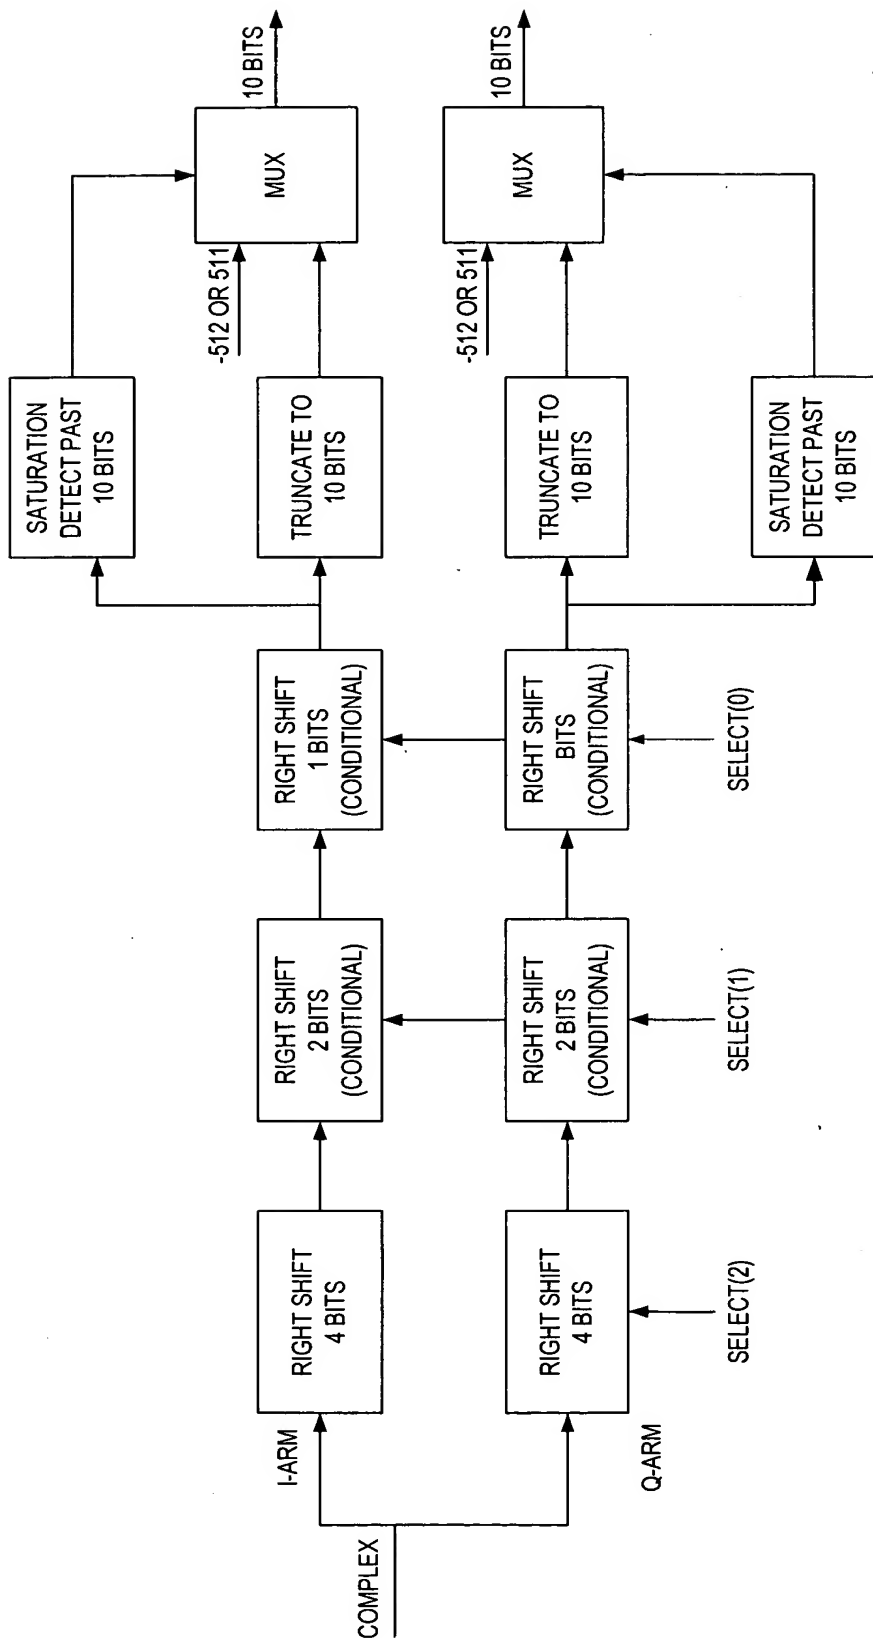 COMPLEX
I-ARM
Q-ARM
RIGHT SHIFT
4 BITS
RIGHT SHIFT
2 BITS
(CONDITIONAL)
RIGHT SHIFT
1 BITS
(CONDITIONAL)
SATURATION
DETECT PAST
10 BITS
TRUNCATE TO
10 BITS
-512 OR 511
MUX
10 BITS
RIGHT SHIFT
4 BITS
RIGHT SHIFT
2 BITS
(CONDITIONAL)
RIGHT SHIFT
BITS
(CONDITIONAL)
TRUNCATE TO
10 BITS
SATURATION
DETECT PAST
10 BITS
-512 OR 511
MUX
10 BITS
SELECT(2)
SELECT(1)
SELECT(0)